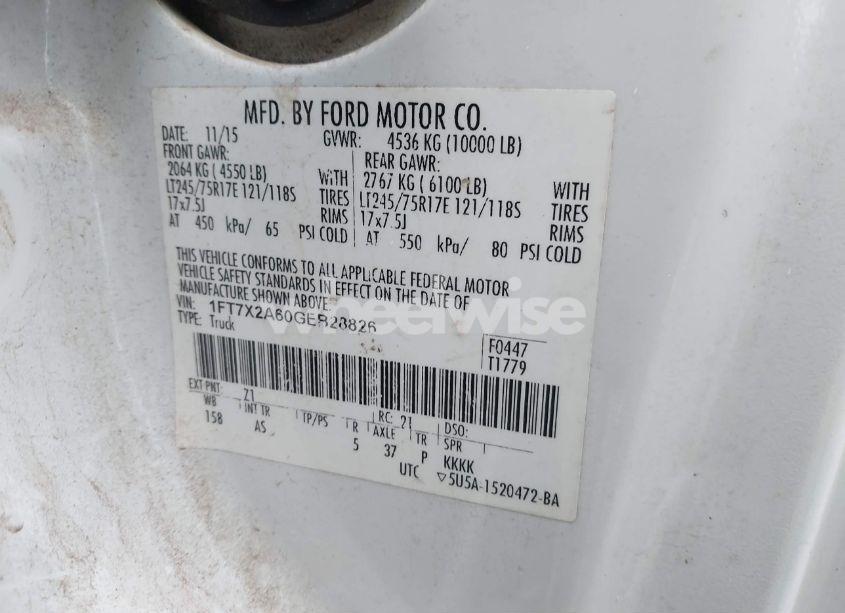 MFD. BY FORD MOTOR CO.
DATE: 11/15 GVWR: 4536 KG (10000 LB)
FRONT GAWR: REAR GAWR:
2064 KG ( 4550 LB) WITH 2767 KG ( 6100 LB) WITH
LT245/75R17E 121/118S TIRES LT245/75R17E 121/118S TIRES
17x7.5J RIMS 17x7.5J RIMS
AT 450 kPa/ 65 PSI COLD AT 550 kPa/ 80 PSI COLD
THIS VEHICLE CONFORMS TO ALL APPLICABLE FEDERAL MOTOR
VEHICLE SAFETY STANDARDS IN EFFECT ON THE DATE OF
MANUFACTURE SHOWN ABOVE.
VIN: 1FT7X2A60GEB28826
TYPE: Truck
wheelwise
F0447
T1779
EXT PNT: Z1 RC: 21 DSO:
WB INT TR TP/PS R AXLE TR SPR
158 AS 5 37 P KKKK
UTC ▽5U5A-1520472-BA